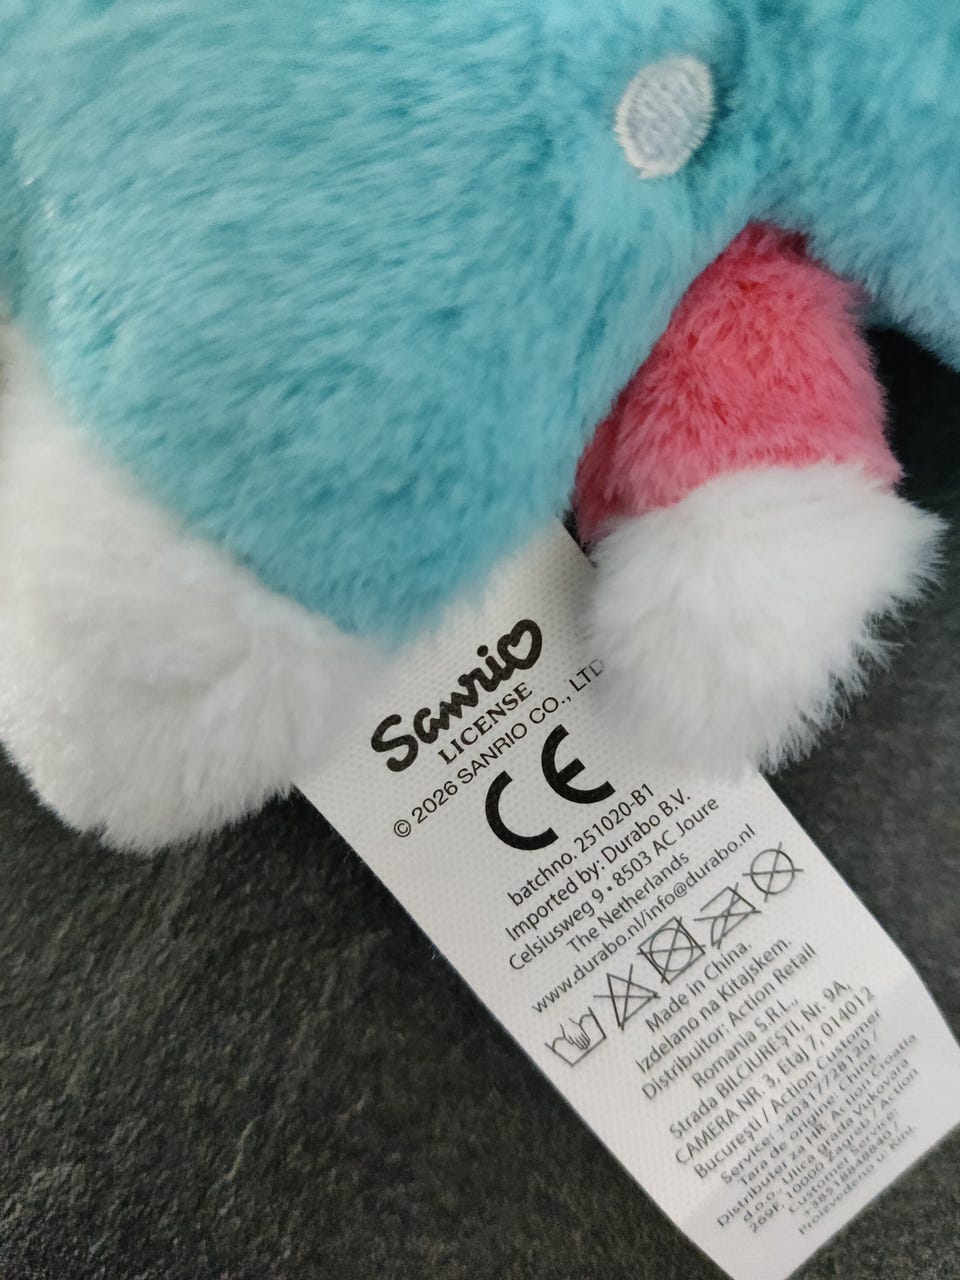 Sanrio
LICENSE
© 2026 SANRIO CO., LTD
CE
batchno. 251020-B1
Imported by: Durabo B.V.
Celsiusweg 9 • 8503 AC Joure
The Netherlands
www.durabo.nl/info@durabo.nl
Made in China.
Izdelano na Kitajskem.
Distribuitor: Action Retail
Romania S.R.L.,
Strada BILCIUREȘTI, Nr. 9A,
CAMERA NR. 3, Etaj 7, 014012
București / Action Customer
Service: +40317728120 /
Țara de origine: China.
Distributer za HR: Action Croatia
d.o.o., Ulica grada Vukovara
269F, 10000 Zagreb / Action
Customer Service:
+38518848840 /
Proizvedeno u: Kini.